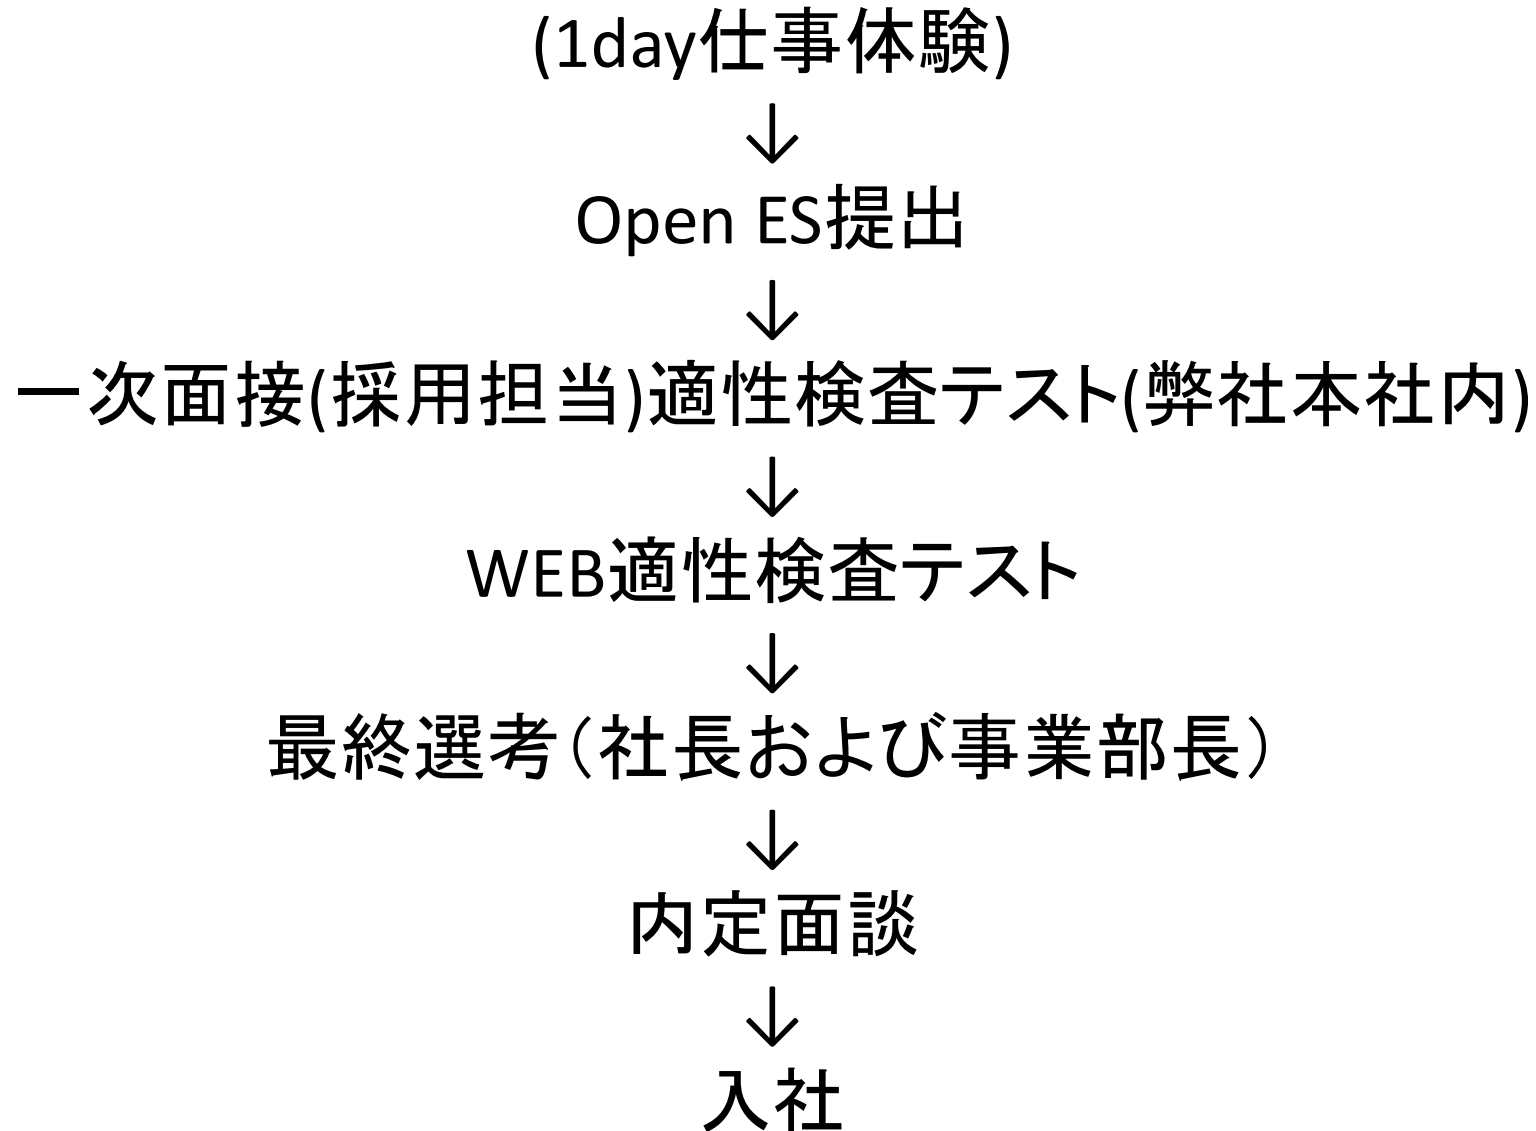 (1day仕事体験)
↓
Open ES提出
↓
一次面接(採用担当)適性検査テスト(弊社本社内)
↓
WEB適性検査テスト
↓
最終選考（社長および事業部長）
↓
内定面談
↓
入社